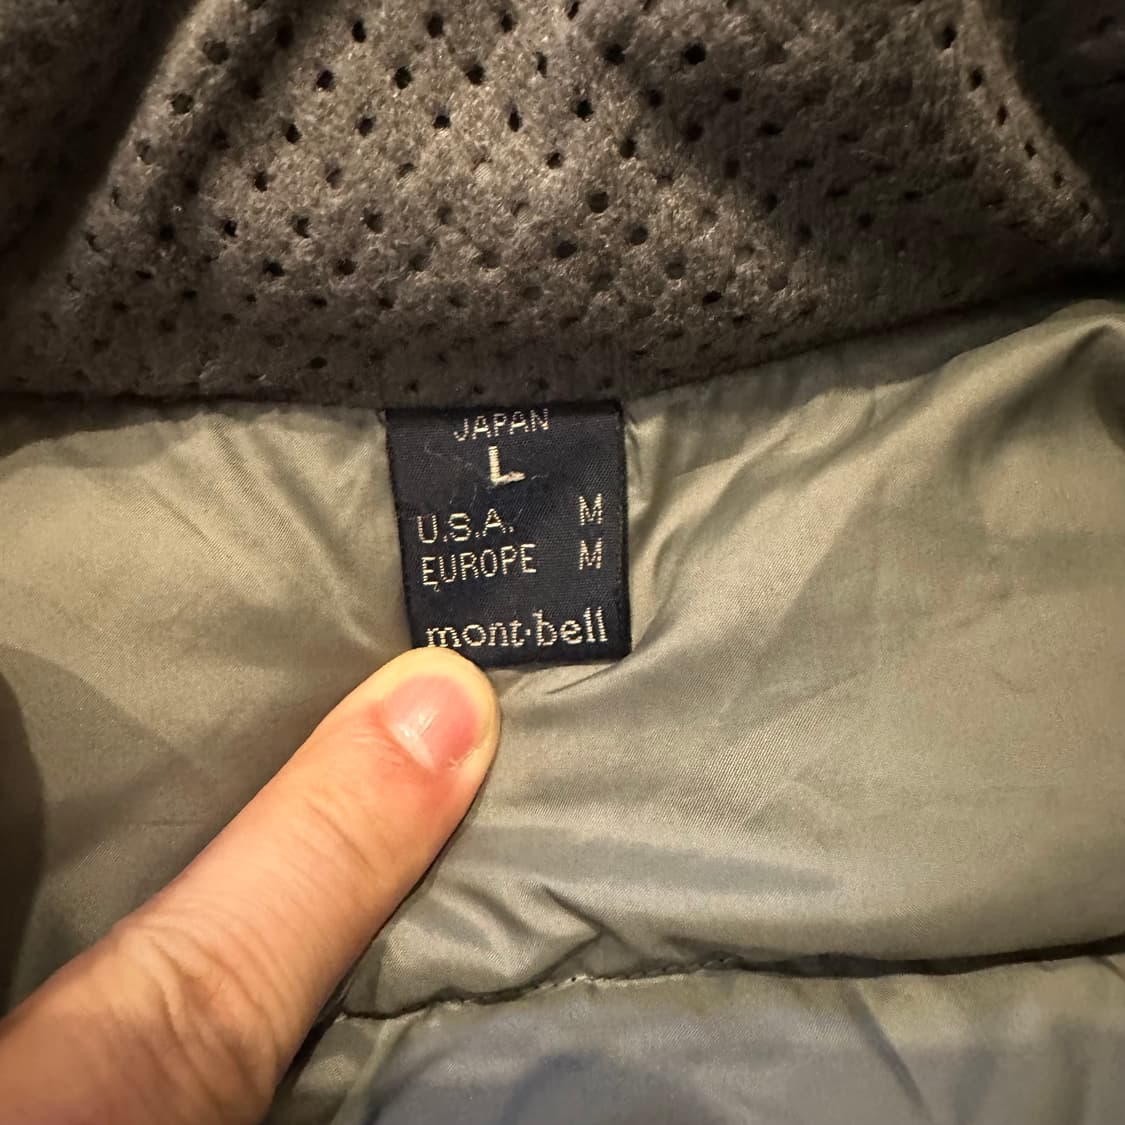 JAPAN
L
U.S.A. M
EUROPE M
mont·bell